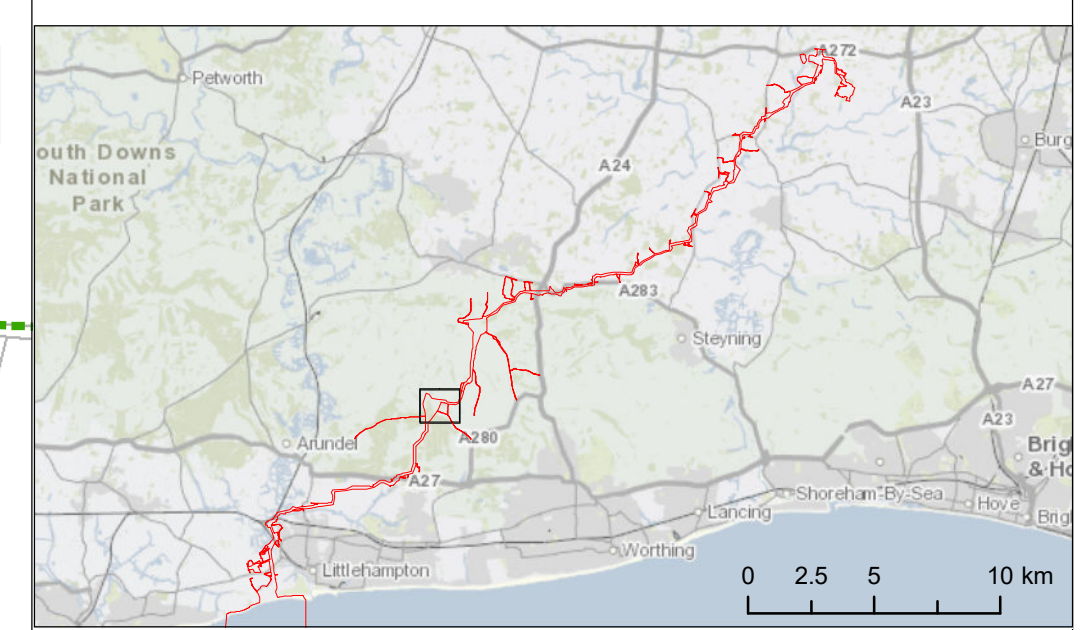 A272
Petworth
A23
Burg
outh Downs
National
Park
A24
A283
Steyning
A27
A23
Arundel
A280
Brig
& Ho
A27
Shoreham-By-Sea
Hove
Lancing
Brig
Worthing
Littlehampton
0 2.5 5 10 km